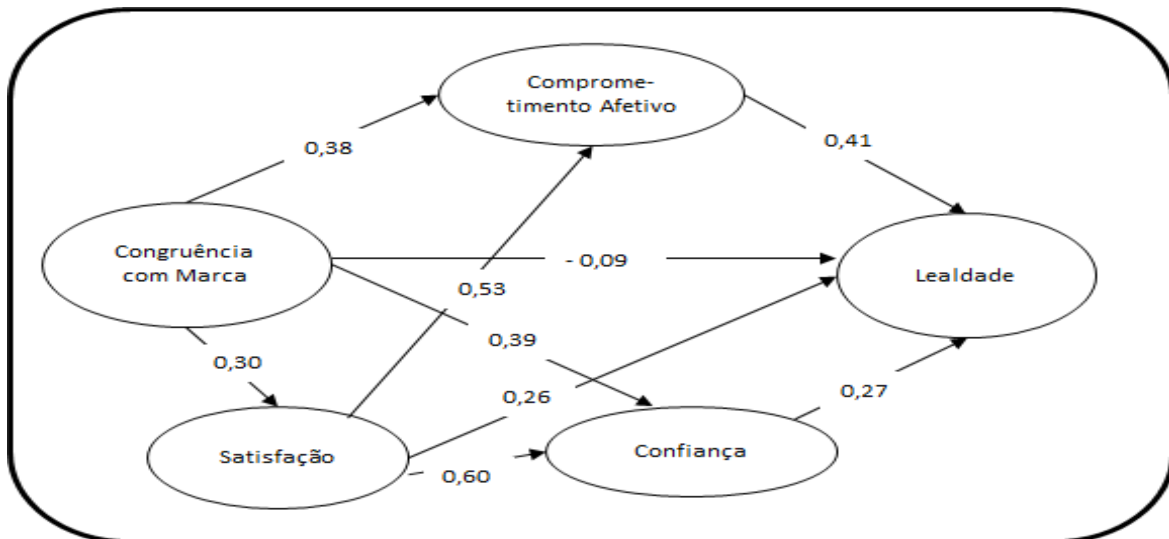 Comprome-
timento Afetivo
0,38
0,41
Congruência
com Marca
- 0,09
Lealdade
0,53
0,39
0,30
0,26
0,27
Satisfação
Confiança
0,60